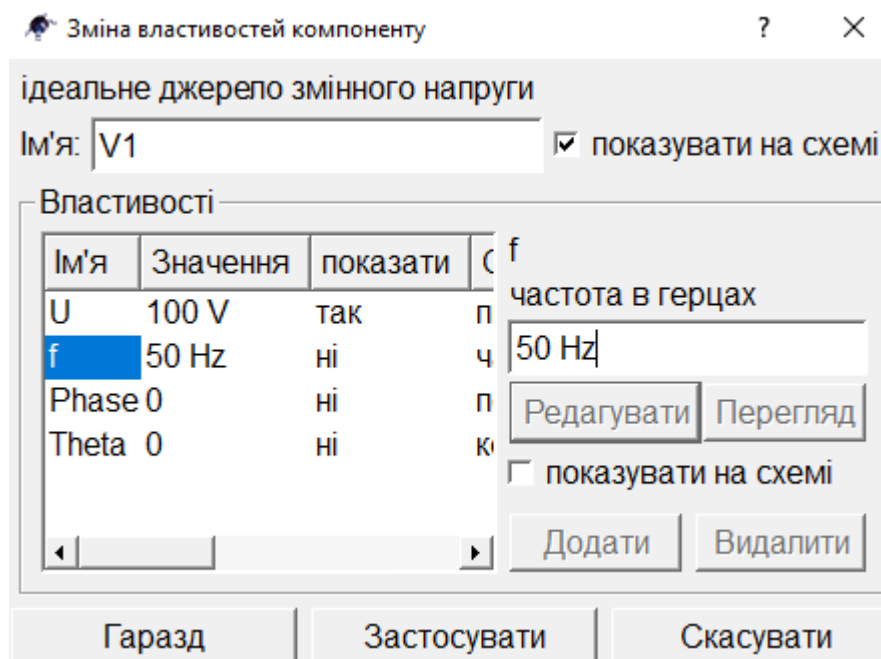 Зміна властивостей компоненту
?
ідеальне джерело змінного напруги
Ім'я: V1 показувати на схемі
Властивості
Ім'я Значення показати
U 100 V так
f 50 Hz ні
Phase 0 ні
Theta 0 ні
f
частота в герцах
50 Hz
Редагувати Перегляд
показувати на схемі
Додати Видалити
Гаразд Застосувати Скасувати